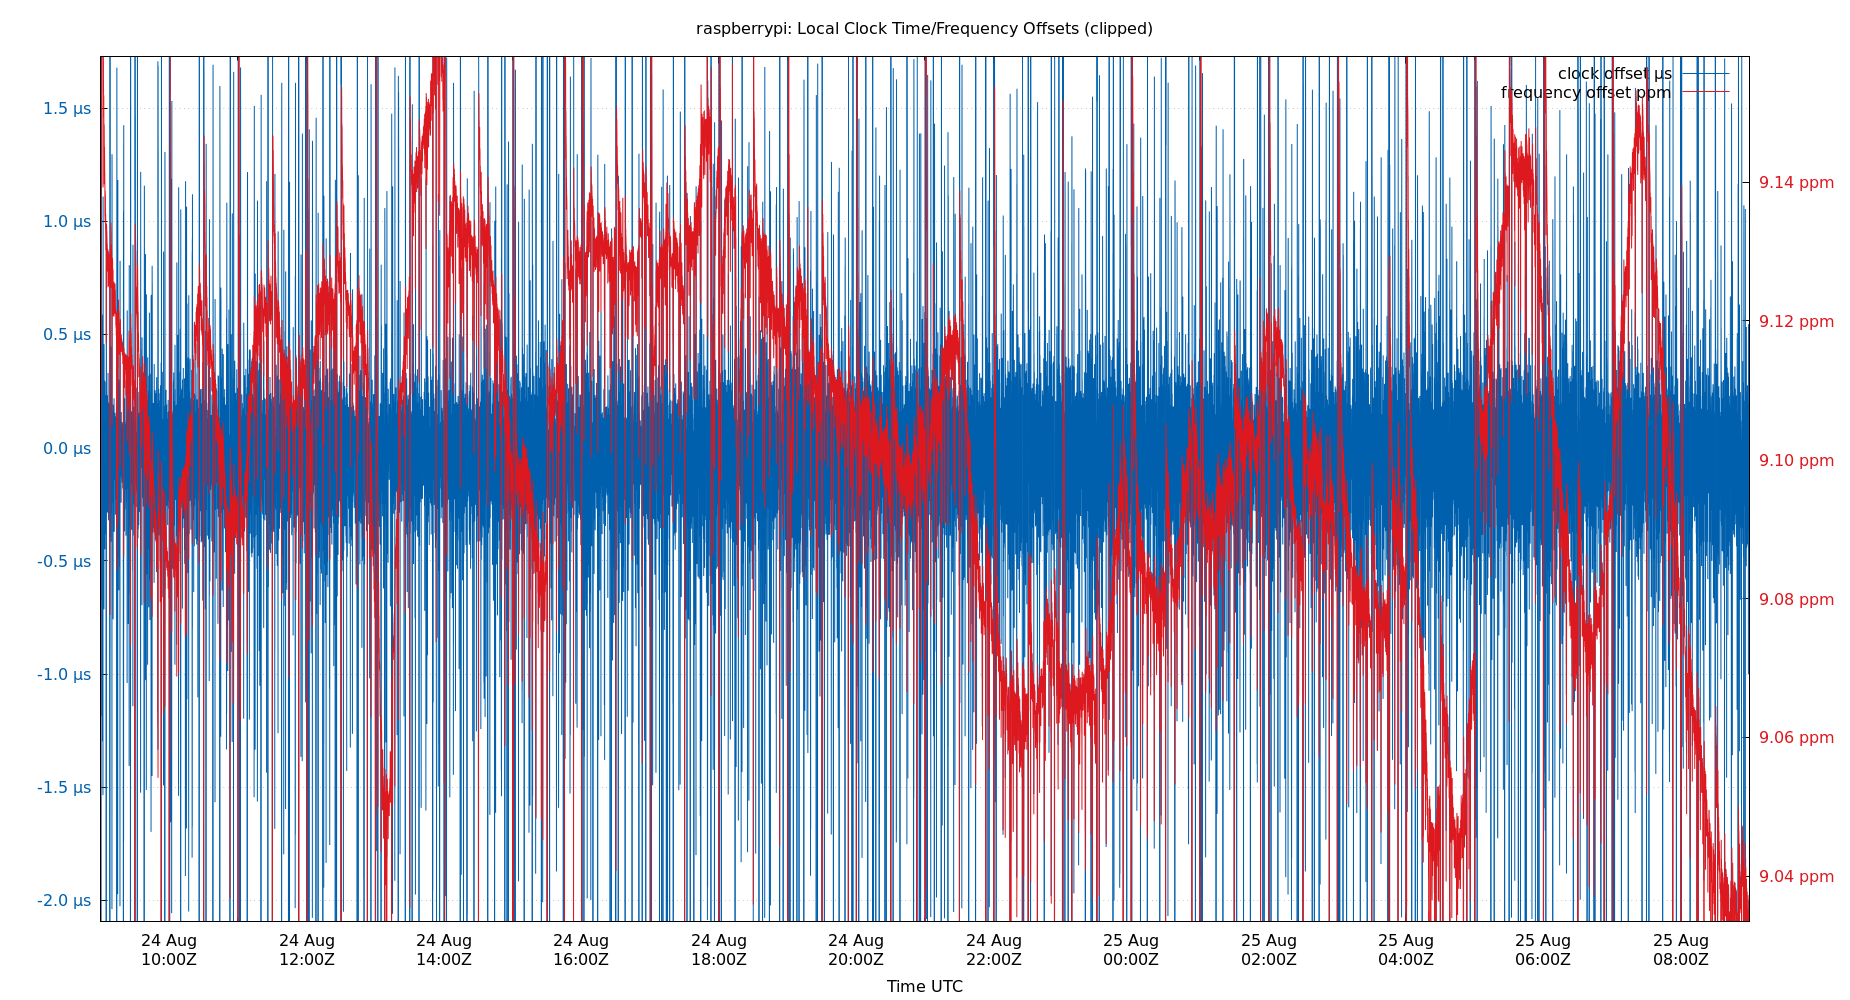 raspberrypi: Local Clock Time/Frequency Offsets (clipped)
clock offset µs
frequency offset ppm
1.5 µs
1.0 µs
0.5 µs
0.0 µs
-0.5 µs
-1.0 µs
-1.5 µs
-2.0 µs
9.14 ppm
9.12 ppm
9.10 ppm
9.08 ppm
9.06 ppm
9.04 ppm
24 Aug 24 Aug 24 Aug 24 Aug 24 Aug 24 Aug 24 Aug 25 Aug 25 Aug 25 Aug 25 Aug 25 Aug
10:00Z 12:00Z 14:00Z 16:00Z 18:00Z 20:00Z 22:00Z 00:00Z 02:00Z 04:00Z 06:00Z 08:00Z
Time UTC